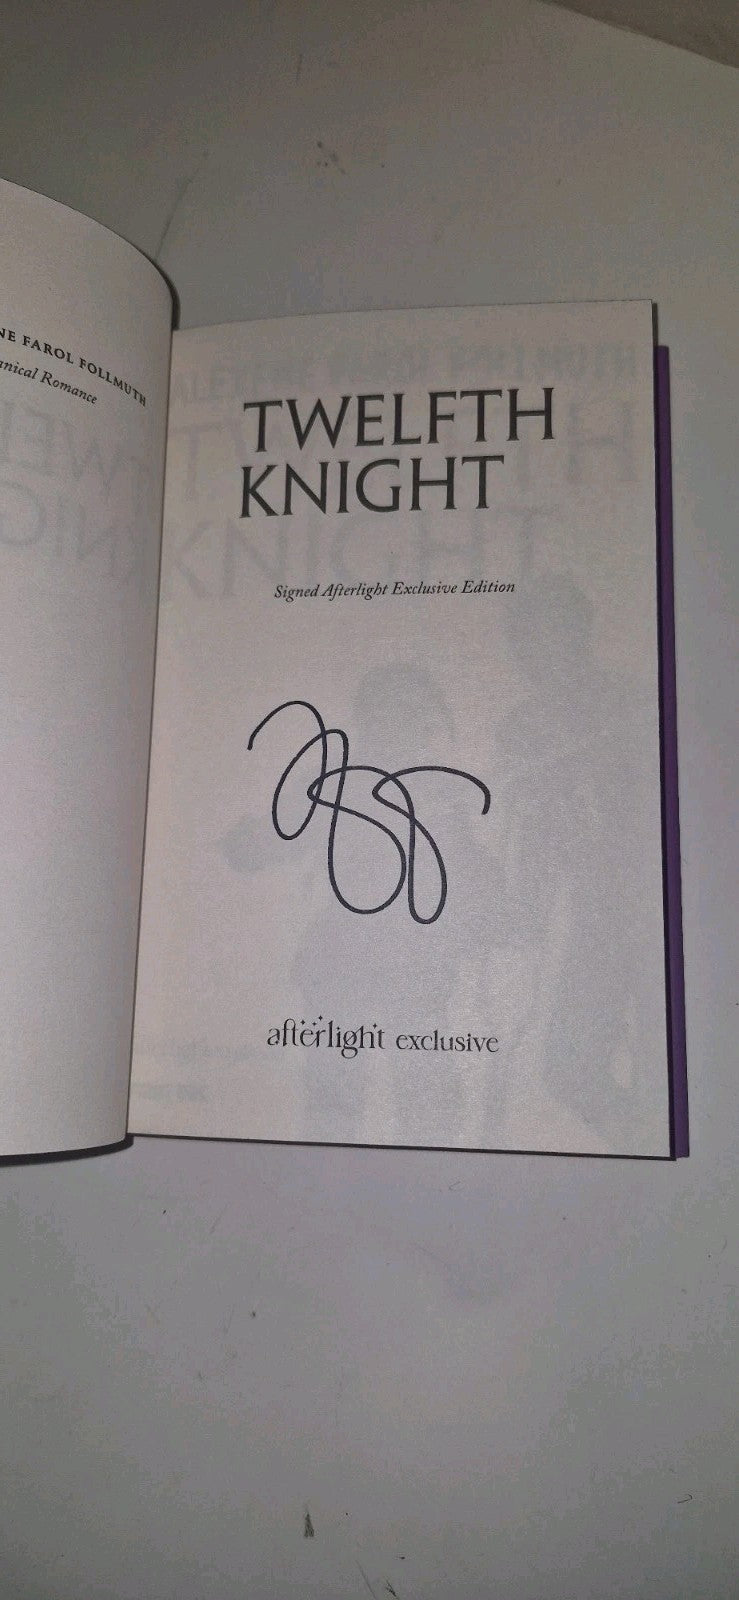 NE FAROL FOLLMUTH
anical Romance
TWELFTH
KNIGHT
Signed Afterlight Exclusive Edition
afterlight exclusive